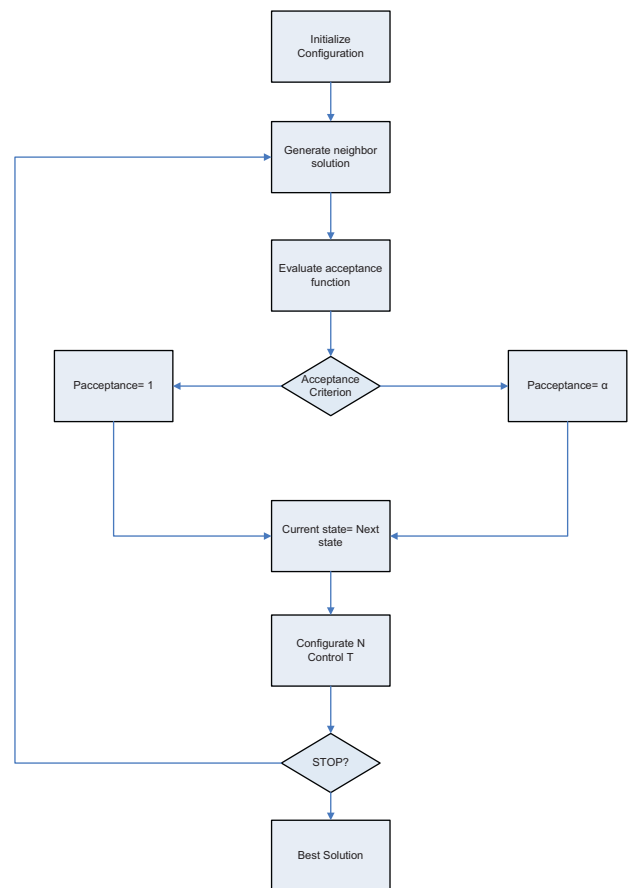 Initialize
Configuration
Generate neighbor
solution
Evaluate acceptance
function
Acceptance
Criterion
Pacceptance= 1
Pacceptance= α
Current state= Next
state
Configurate N
Control T
STOP?
Best Solution